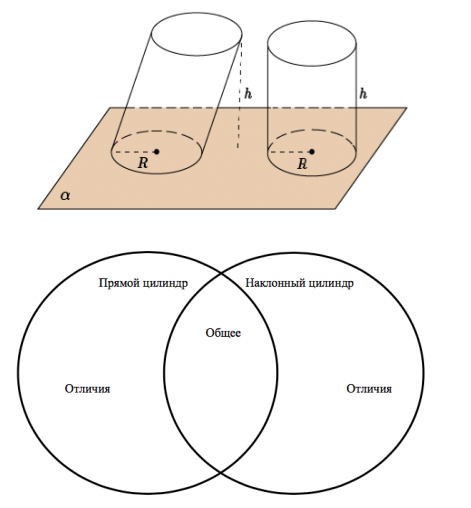 h
h
R
R
α
Прямой цилиндр
Наклонный цилиндр
Общее
Отличия
Отличия